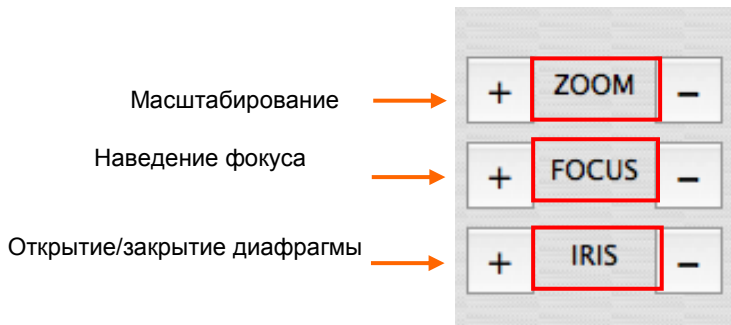 Масштабирование
+ ZOOM −
Наведение фокуса
+ FOCUS −
Открытие/закрытие диафрагмы
+ IRIS −